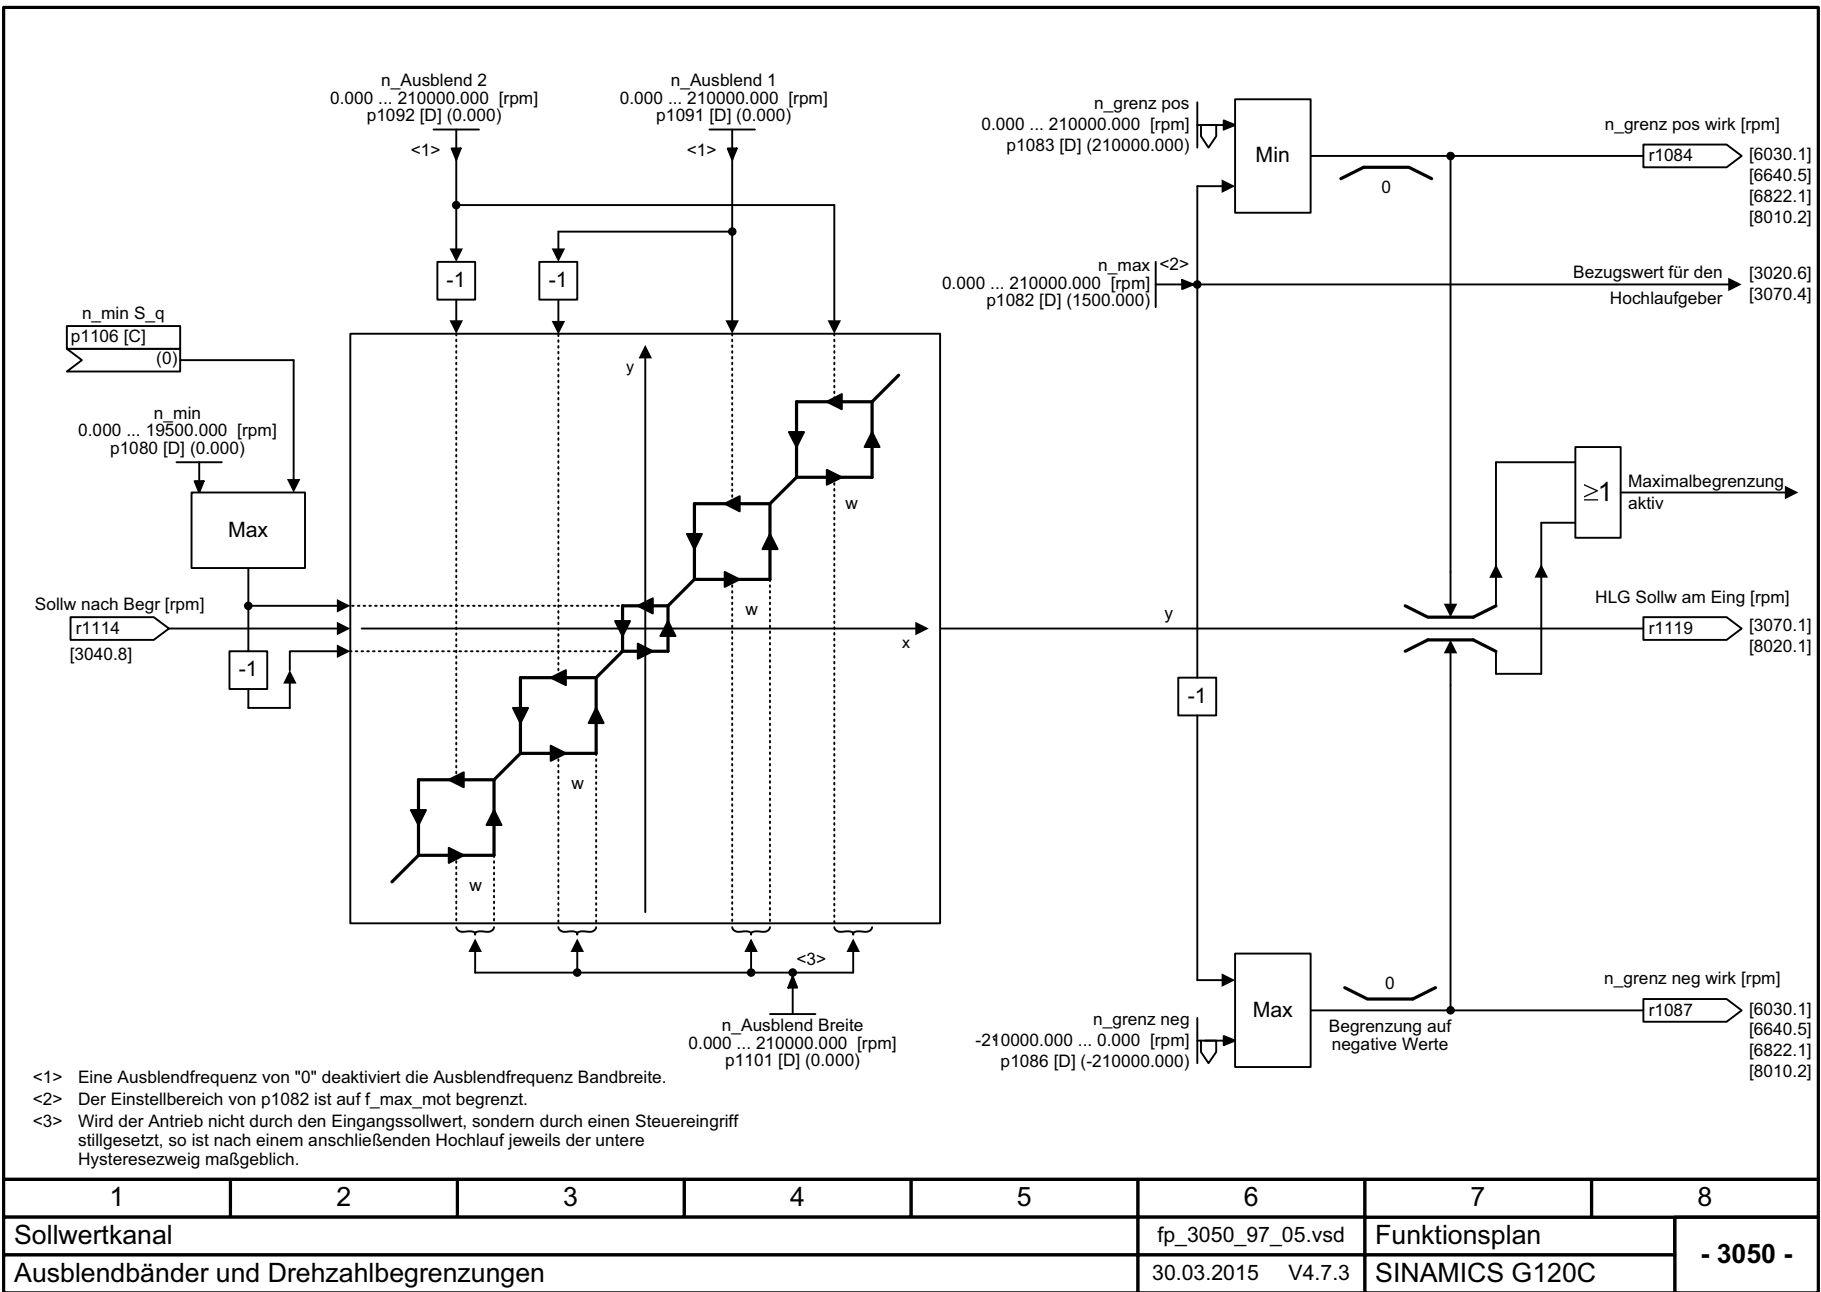 n_Ausblend 2
0.000 ... 210000.000 [rpm]
p1092 [D] (0.000)
<1>
n_Ausblend 1
0.000 ... 210000.000 [rpm]
p1091 [D] (0.000)
<1>
-1
-1
n_min S_q
p1106 [C]
(0)
n_min
0.000 ... 19500.000 [rpm]
p1080 [D] (0.000)
Max
Sollw nach Begr [rpm]
r1114
[3040.8]
-1
y
x
w
w
w
w
<3>
n_Ausblend Breite
0.000 ... 210000.000 [rpm]
p1101 [D] (0.000)
n_grenz pos
0.000 ... 210000.000 [rpm]
p1083 [D] (210000.000)
Min
0
n_grenz pos wirk [rpm]
r1084
[6030.1]
[6640.5]
[6822.1]
[8010.2]
n_max
<2>
0.000 ... 210000.000 [rpm]
p1082 [D] (1500.000)
Bezugswert für den
Hochlaufgeber
[3020.6]
[3070.4]
≥1
Maximalbegrenzung
aktiv
y
HLG Sollw am Eing [rpm]
r1119
[3070.1]
[8020.1]
-1
n_grenz neg
-210000.000 ... 0.000 [rpm]
p1086 [D] (-210000.000)
Max
0
Begrenzung auf
negative Werte
n_grenz neg wirk [rpm]
r1087
[6030.1]
[6640.5]
[6822.1]
[8010.2]
<1> Eine Ausblendfrequenz von "0" deaktiviert die Ausblendfrequenz Bandbreite.
<2> Der Einstellbereich von p1082 ist auf f_max_mot begrenzt.
<3> Wird der Antrieb nicht durch den Eingangssollwert, sondern durch einen Steuereingriff
stillgesetzt, so ist nach einem anschließenden Hochlauf jeweils der untere
Hysteresezweig maßgeblich.
1 2 3 4 5 6 7 8
Sollwertkanal
fp_3050_97_05.vsd
Funktionsplan
- 3050 -
Ausblendbänder und Drehzahlbegrenzungen
30.03.2015 V4.7.3
SINAMICS G120C